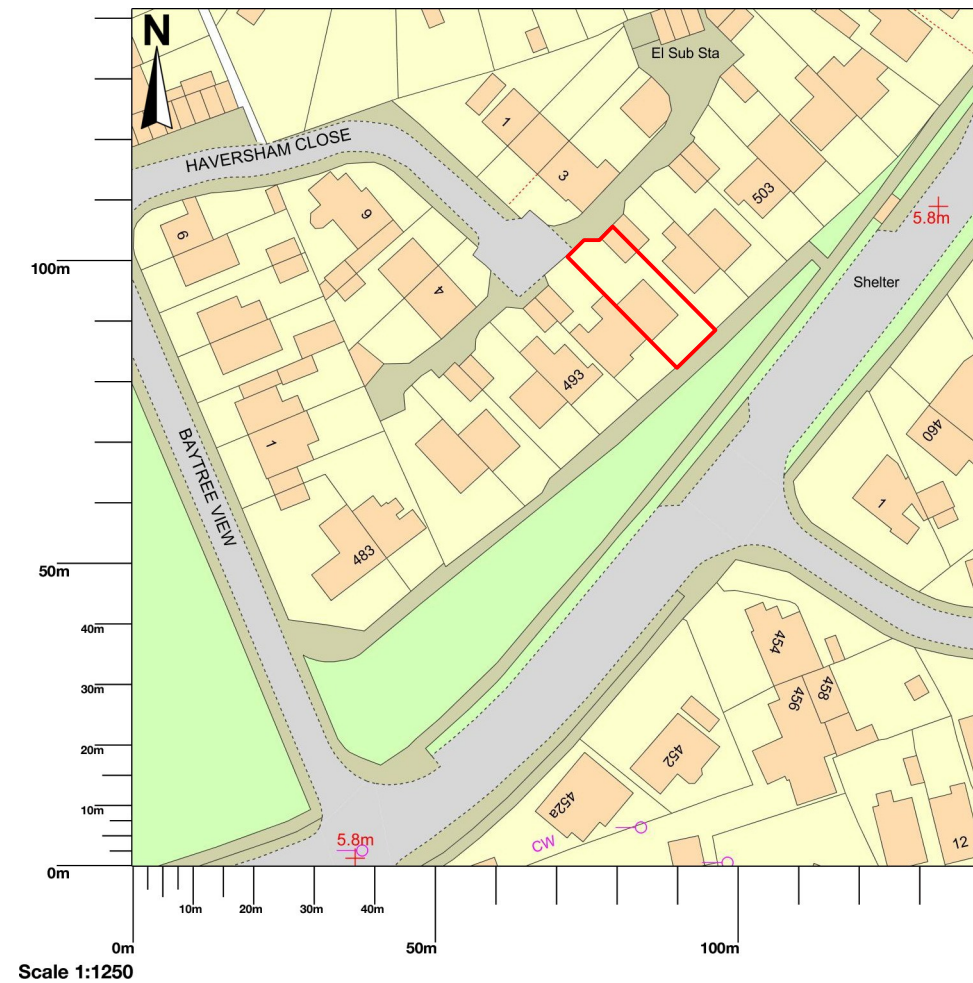 N
El Sub Sta
HAVERSHAM CLOSE
1
3
503
9
9
4
5.8m
100m
Shelter
493
460
1
1
BAYTREE VIEW
483
50m
40m
454
458
456
30m
20m
452
452a
10m
CW
5.8m
12
0m
10m
20m
30m
40m
0m
50m
100m
Scale 1:1250